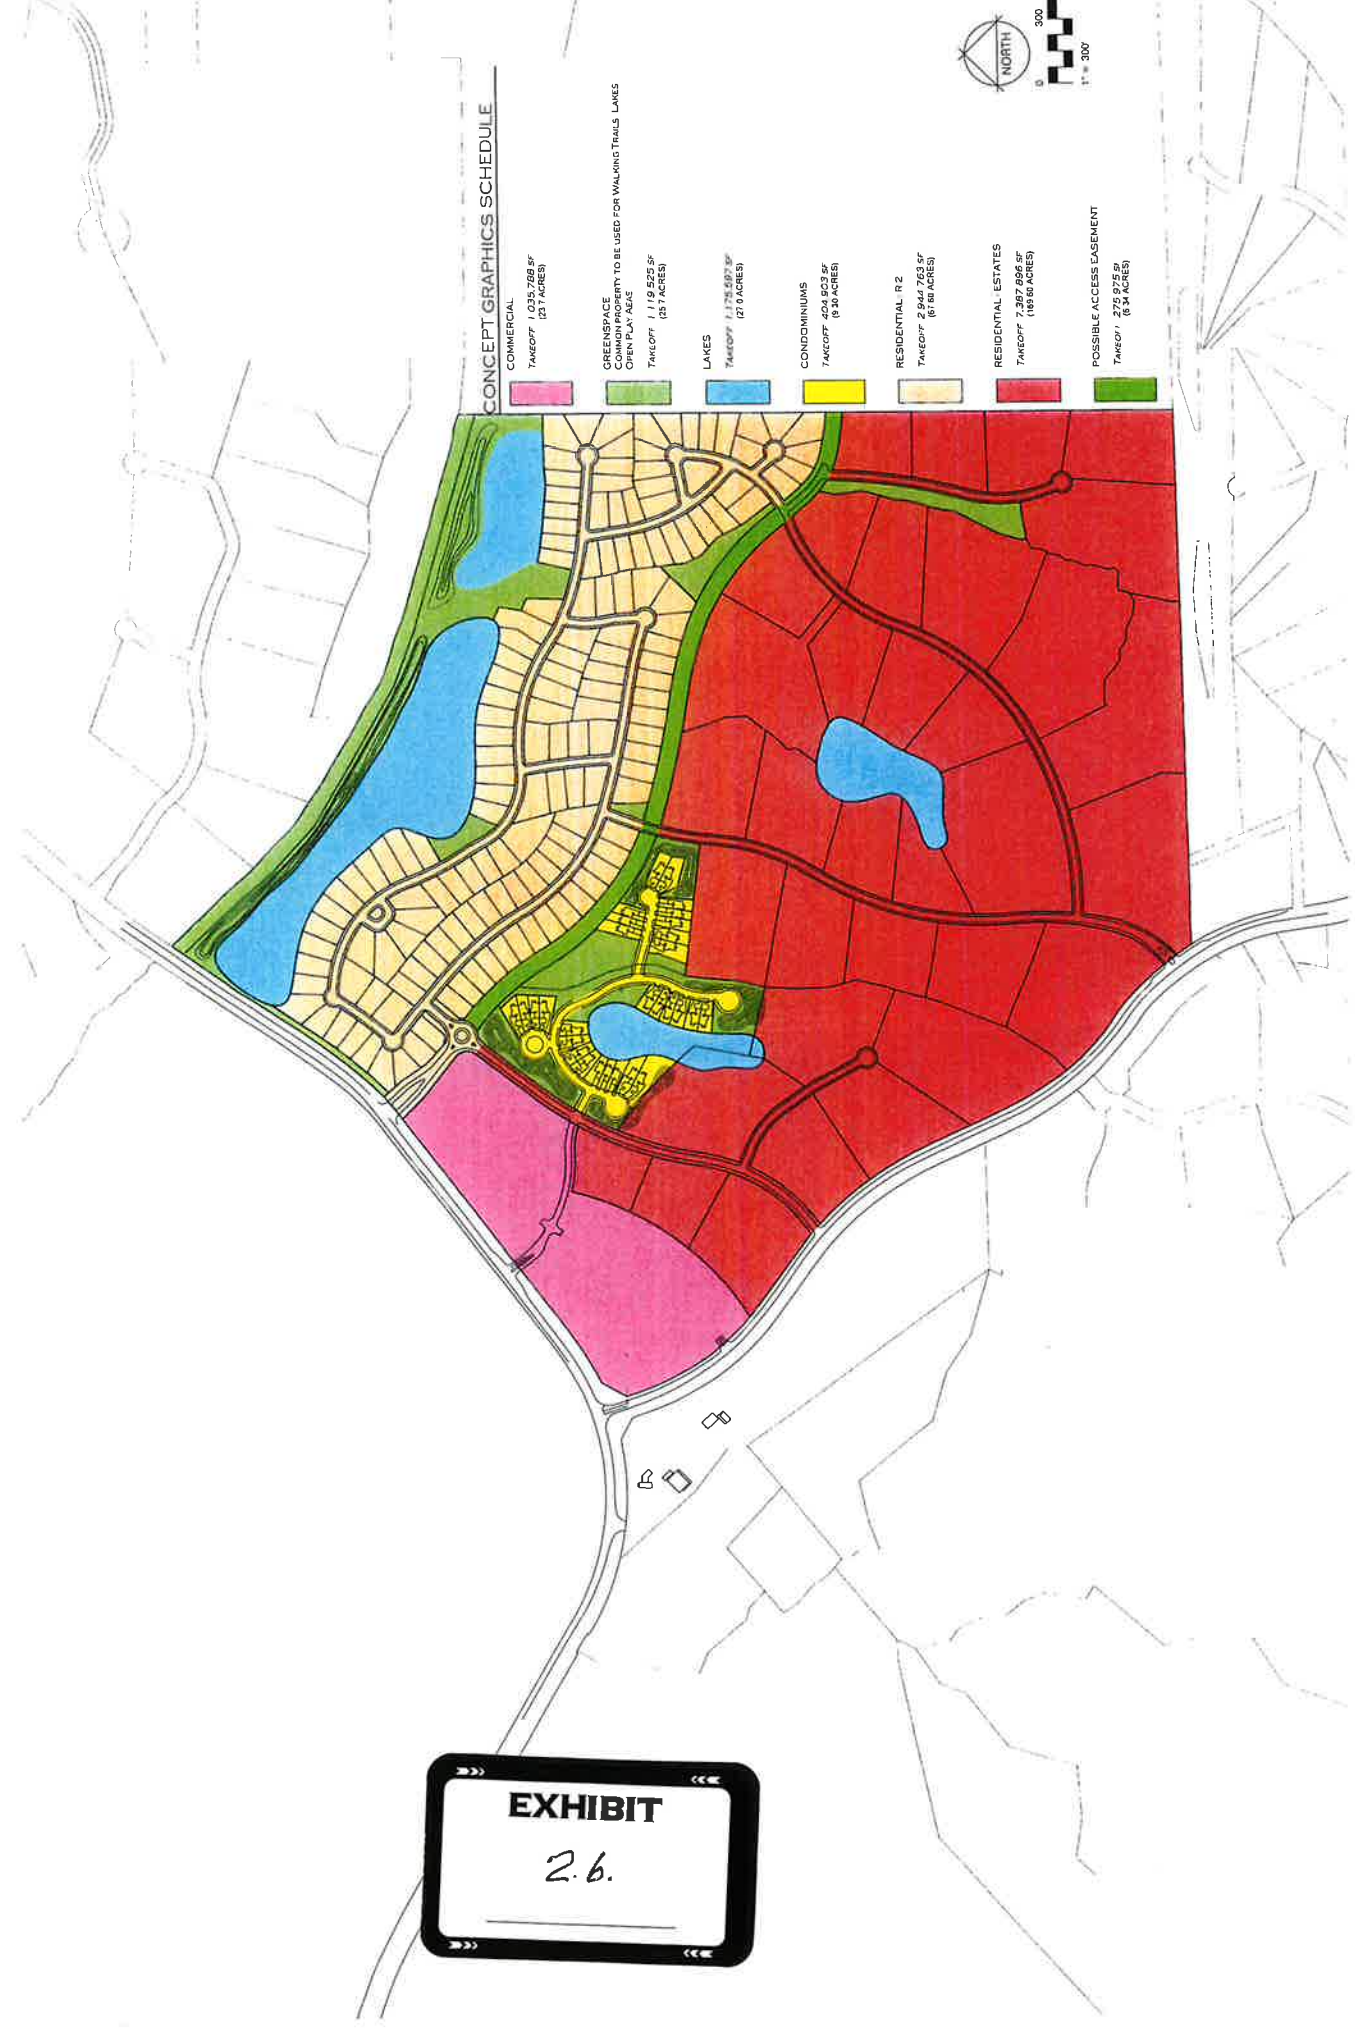 CONCEPT GRAPHICS SCHEDULE
COMMERCIAL
TAKEOFF 1 035,788 SF
(23 7 ACRES)
GREENSPACE
COMMON PROPERTY TO BE USED FOR WALKING TRAILS LAKES
OPEN PLAY AREAS
TAKEOFF 1 119 525 SF
(25 7 ACRES)
LAKES
TAKEOFF 1,175,597 SF
(27 0 ACRES)
CONDOMINIUMS
TAKEOFF 404 903 SF
(9 30 ACRES)
RESIDENTIAL R 2
TAKEOFF 2 944 763 SF
(67 60 ACRES)
RESIDENTIAL ESTATES
TAKEOFF 7,387 896 SF
(169 60 ACRES)
POSSIBLE ACCESS EASEMENT
TAKEOFF 275 975 SF
(6 34 ACRES)
NORTH
0 300
1" = 300'
EXHIBIT
2.b.